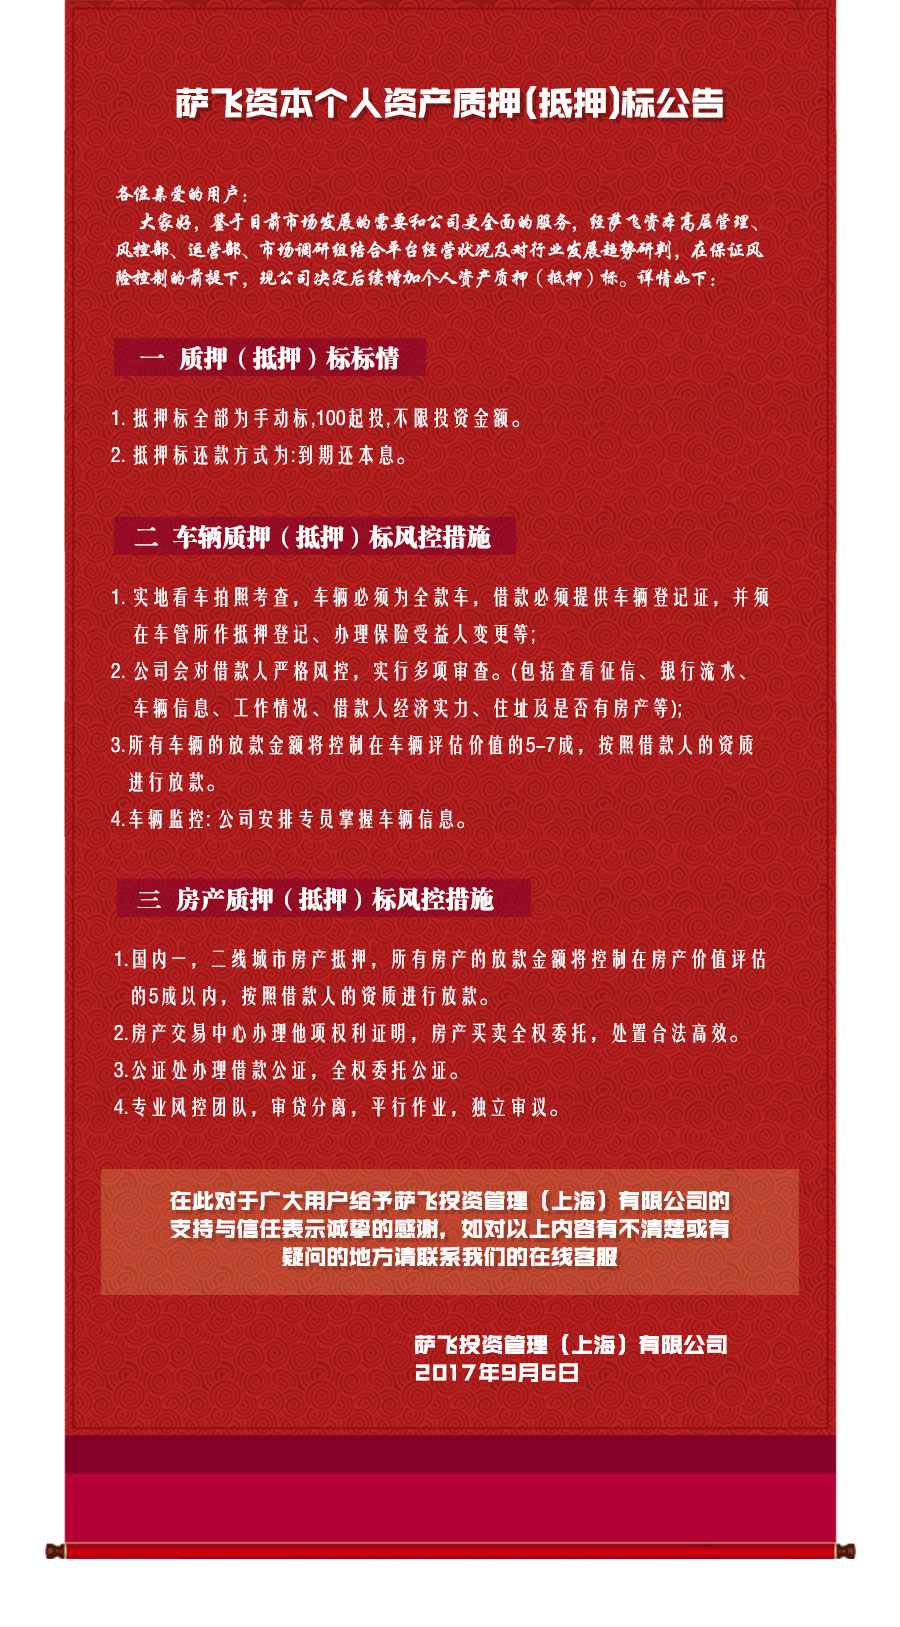 萨飞资本个人资产质押(抵押)标公告
各位亲爱的用户：
大家好，鉴于目前市场发展的需要和公司更全面的服务，经萨飞资本高层管理、
风控部、运营部、市场调研组结合平台经营状况及对行业发展趋势研判，在保证风
险控制的前提下，现公司决定后续增加个人资产质押（抵押）标。详情如下：
一 质押（抵押）标标情
1. 抵押标全部为手动标,100起投,不限投资金额。
2. 抵押标还款方式为:到期还本息。
二 车辆质押（抵押）标风控措施
1. 实地看车拍照考查，车辆必须为全款车，借款必须提供车辆登记证，并须
在车管所作抵押登记、办理保险受益人变更等;
2. 公司会对借款人严格风控，实行多项审查。(包括查看征信、银行流水、
车辆信息、工作情况、借款人经济实力、住址及是否有房产等);
3.所有车辆的放款金额将控制在车辆评估价值的5-7成，按照借款人的资质
进行放款。
4.车辆监控: 公司安排专员掌握车辆信息。
三 房产质押（抵押）标风控措施
1.国内一，二线城市房产抵押，所有房产的放款金额将控制在房产价值评估
的5成以内，按照借款人的资质进行放款。
2.房产交易中心办理他项权利证明，房产买卖全权委托，处置合法高效。
3.公证处办理借款公证，全权委托公证。
4.专业风控团队，审贷分离，平行作业，独立审议。
在此对于广大用户给予萨飞投资管理（上海）有限公司的
支持与信任表示诚挚的感谢，如对以上内容有不清楚或有
疑问的地方请联系我们的在线客服
萨飞投资管理（上海）有限公司
2017年9月6日